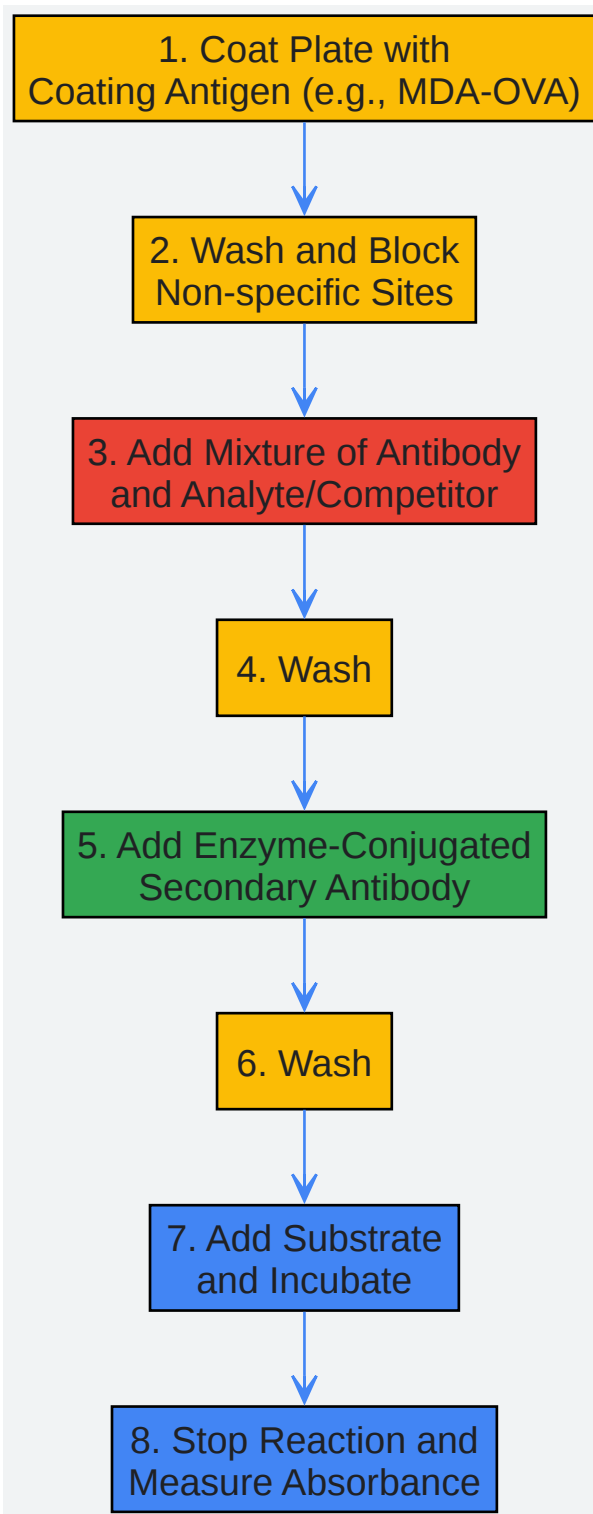 1. Coat Plate with
Coating Antigen (e.g., MDA-OVA)
2. Wash and Block
Non-specific Sites
3. Add Mixture of Antibody
and Analyte/Competitor
4. Wash
5. Add Enzyme-Conjugated
Secondary Antibody
6. Wash
7. Add Substrate
and Incubate
8. Stop Reaction and
Measure Absorbance